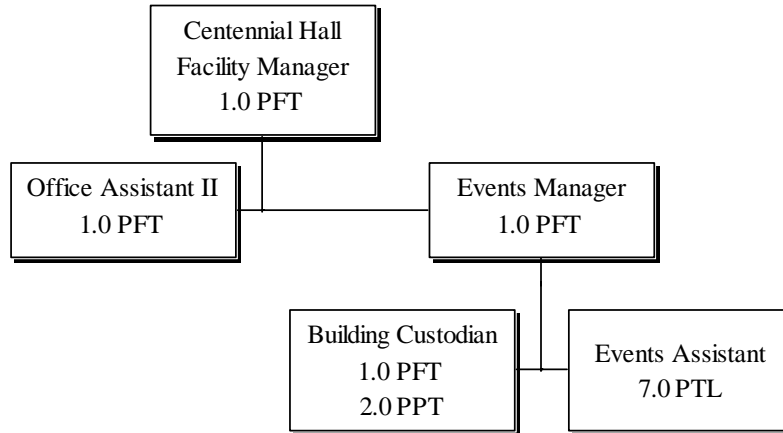 Centennial Hall
Facility Manager
1.0 PFT
Office Assistant II
1.0 PFT
Events Manager
1.0 PFT
Building Custodian
1.0 PFT
2.0 PPT
Events Assistant
7.0 PTL